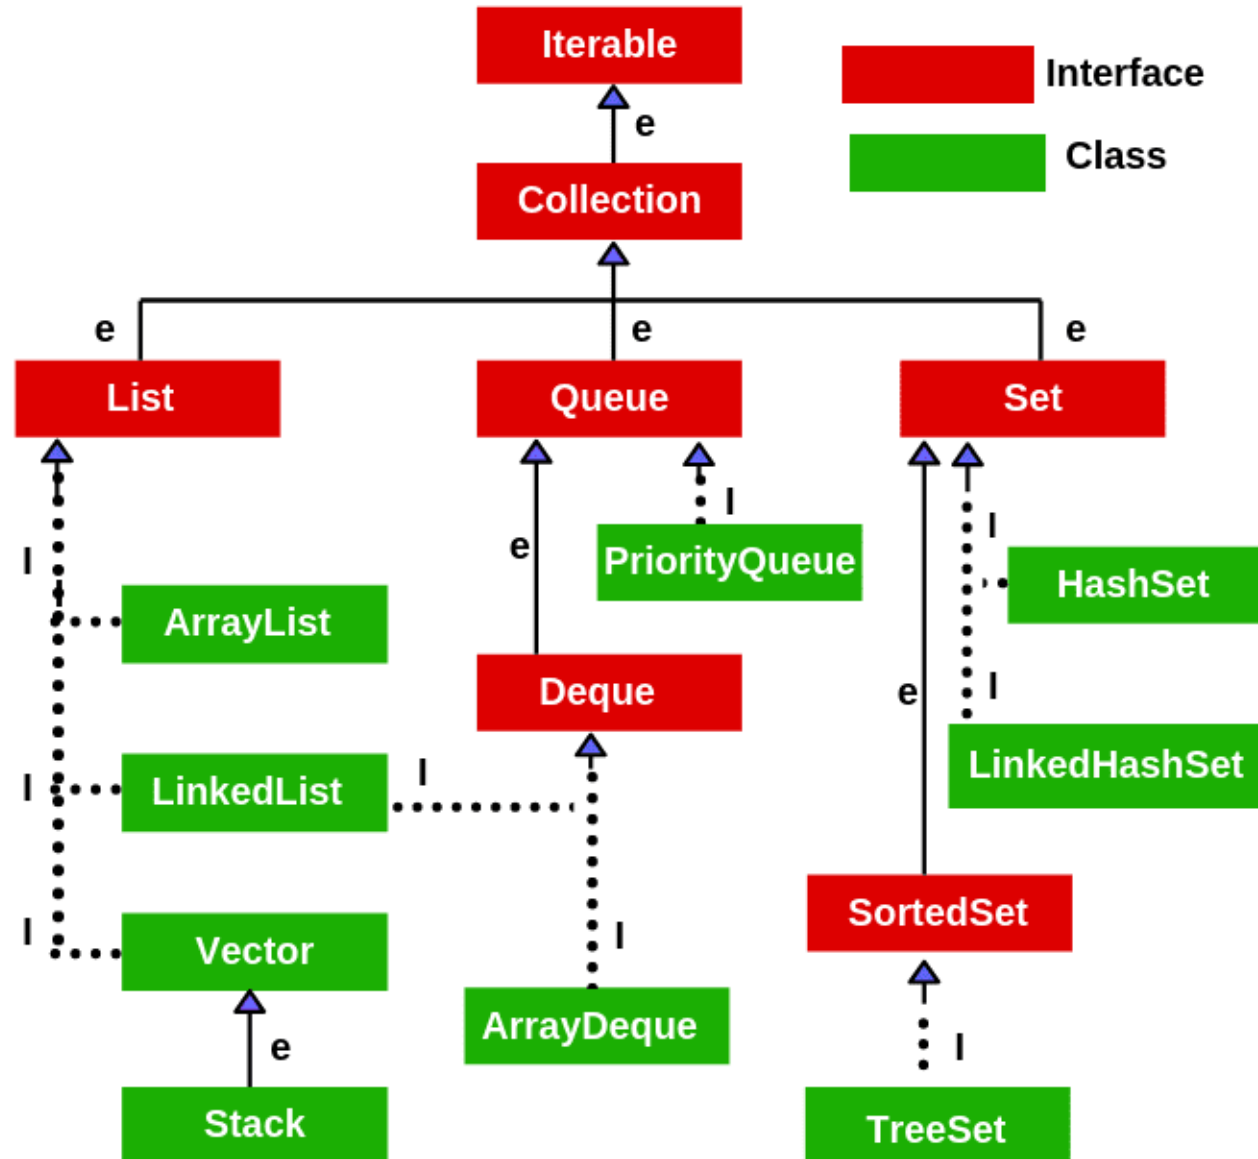 Iterable
Interface
e
Class
Collection
e
e
e
List
Queue
Set
I
I
e
PriorityQueue
I
HashSet
ArrayList
e
Deque
I
LinkedHashSet
I
I
LinkedList
SortedSet
I
I
Vector
ArrayDeque
e
I
Stack
TreeSet